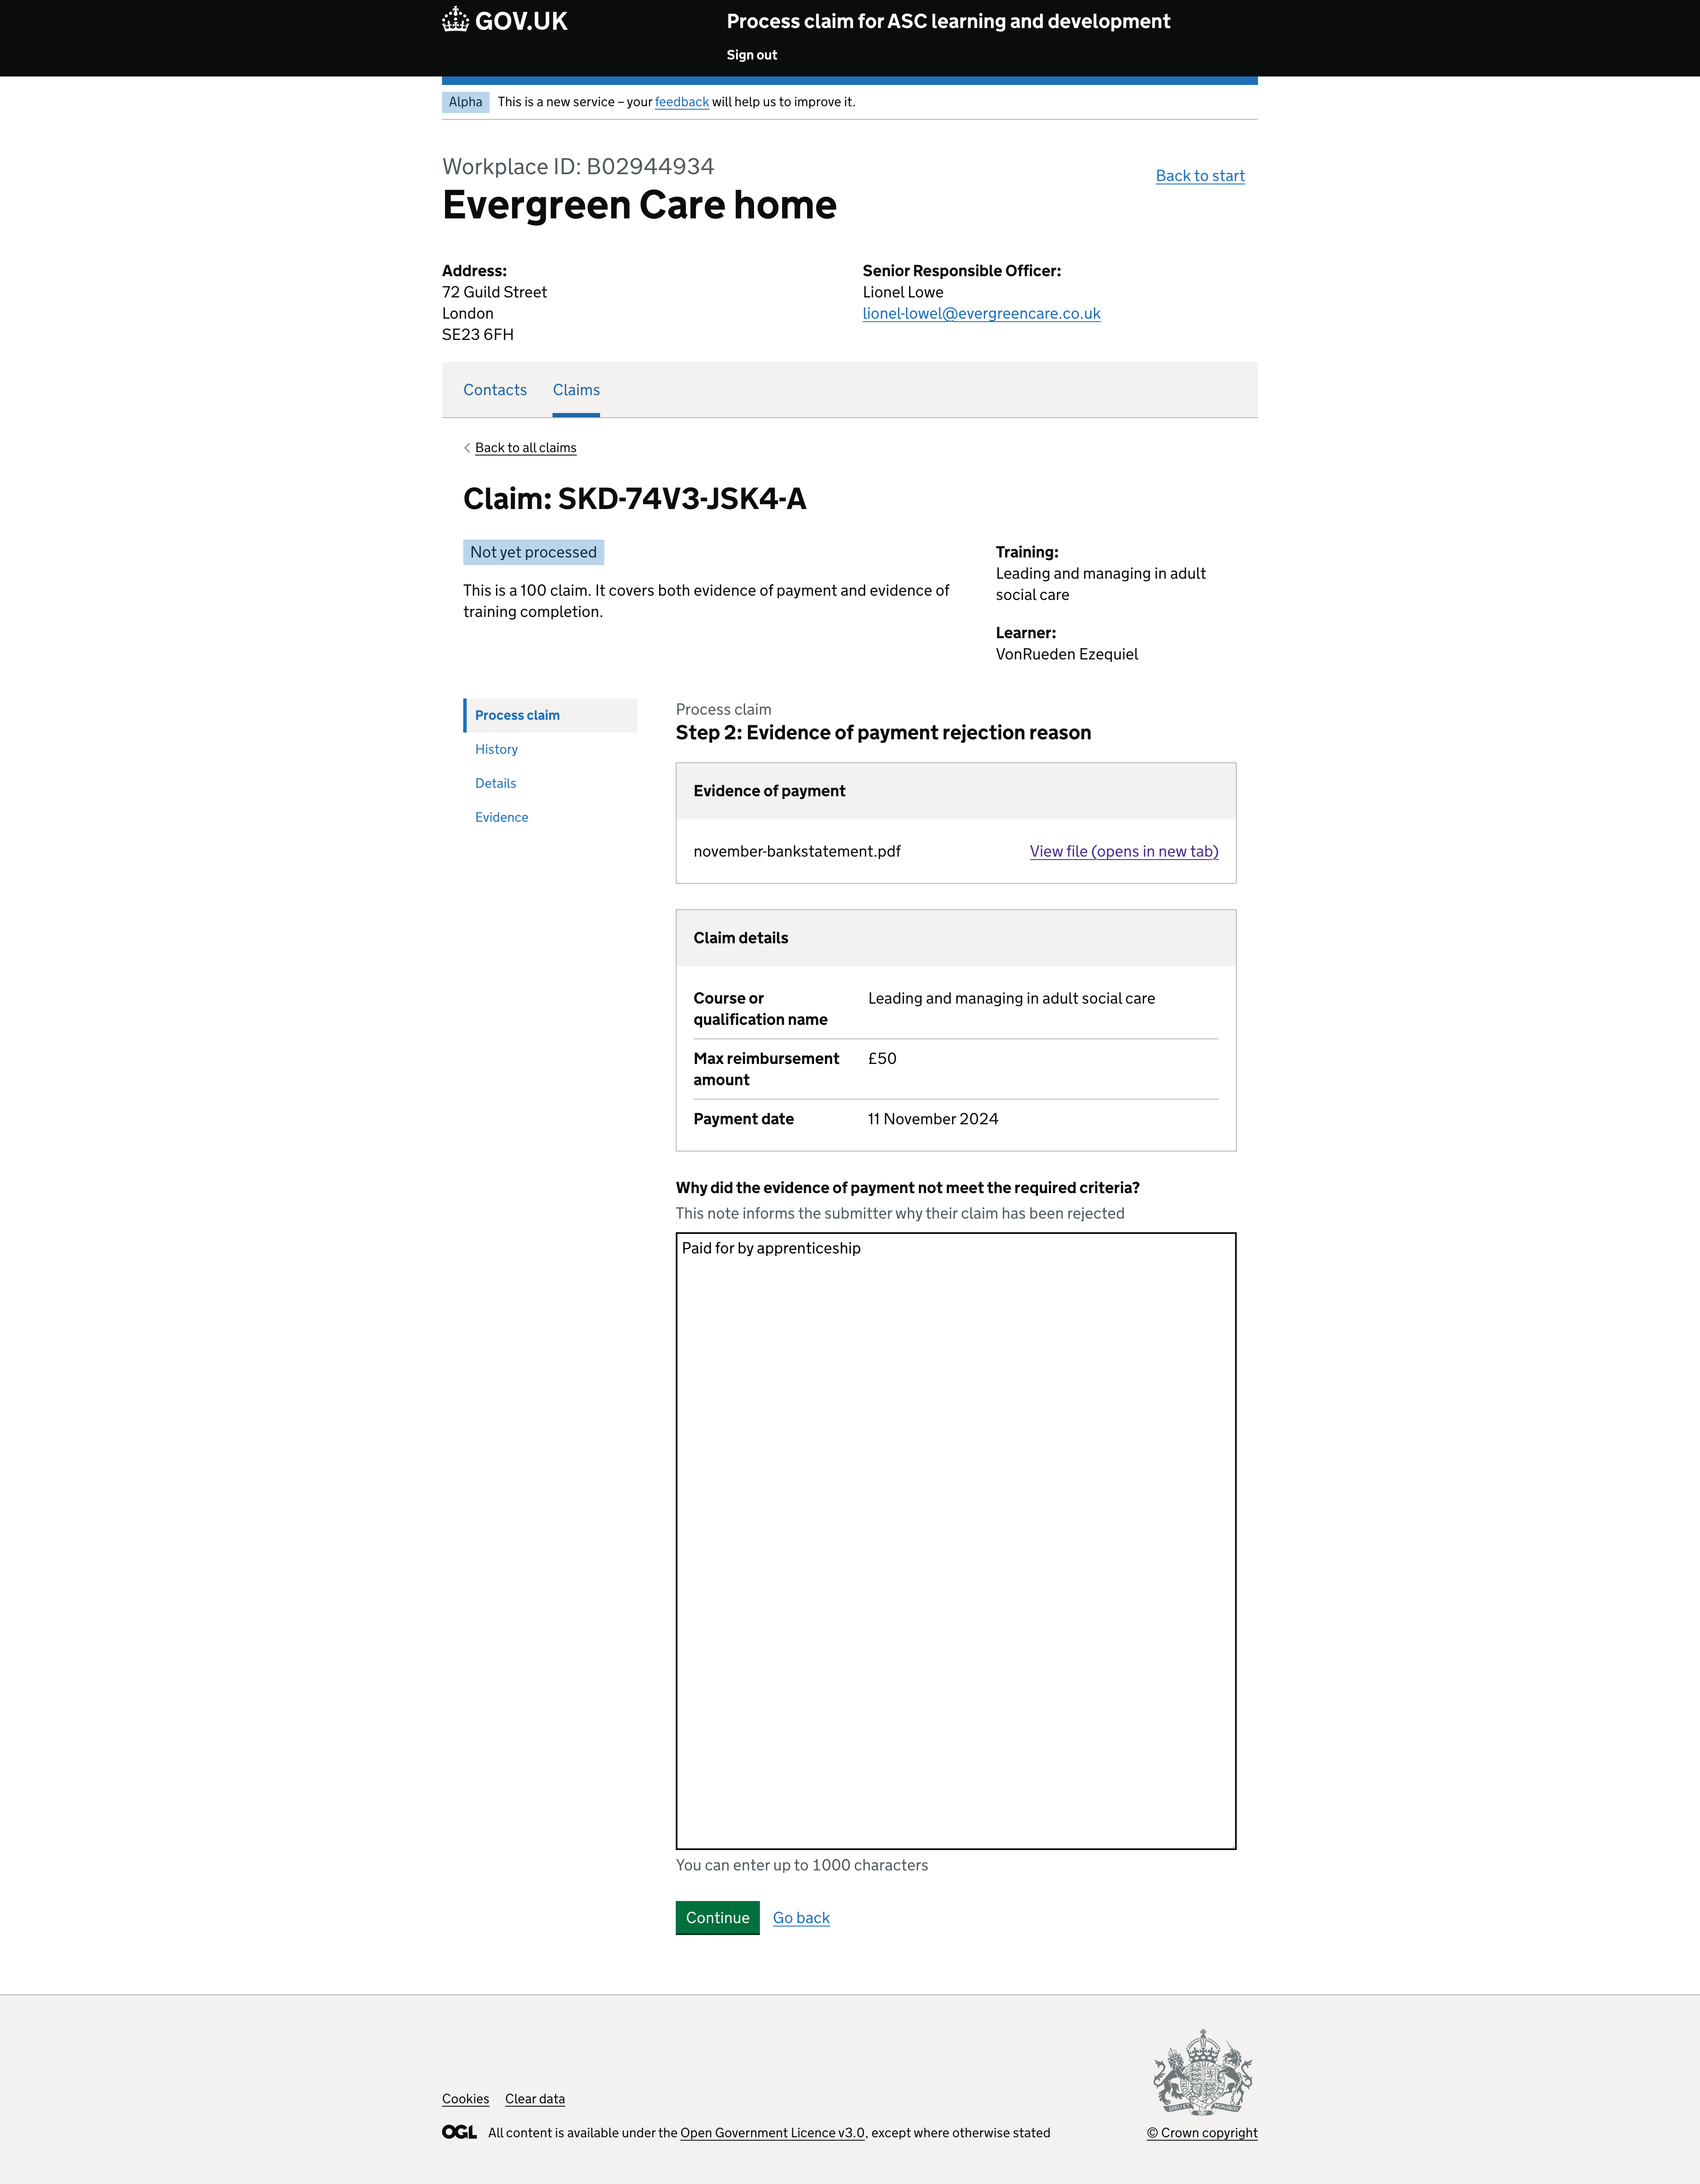 GOV.UK
Process claim for ASC learning and development
Sign out
Alpha
This is a new service – your feedback will help us to improve it.
Workplace ID: B02944934
Evergreen Care home
Back to start
Address:
72 Guild Street
London
SE23 6FH
Senior Responsible Officer:
Lionel Lowe
lionel-lowel@evergreencare.co.uk
Contacts
Claims
Back to all claims
Claim: SKD-74V3-JSK4-A
Not yet processed
This is a 100 claim. It covers both evidence of payment and evidence of
training completion.
Training:
Leading and managing in adult
social care
Learner:
VonRueden Ezequiel
Process claim
History
Details
Evidence
Process claim
Step 2: Evidence of payment rejection reason
Evidence of payment
november-bankstatement.pdf
View file (opens in new tab)
Claim details
Course or
qualification name
Leading and managing in adult social care
Max reimbursement
amount
£50
Payment date
11 November 2024
Why did the evidence of payment not meet the required criteria?
This note informs the submitter why their claim has been rejected
Paid for by apprenticeship
You can enter up to 1000 characters
Continue
Go back
Cookies
Clear data
OGL
All content is available under the Open Government Licence v3.0, except where otherwise stated
© Crown copyright